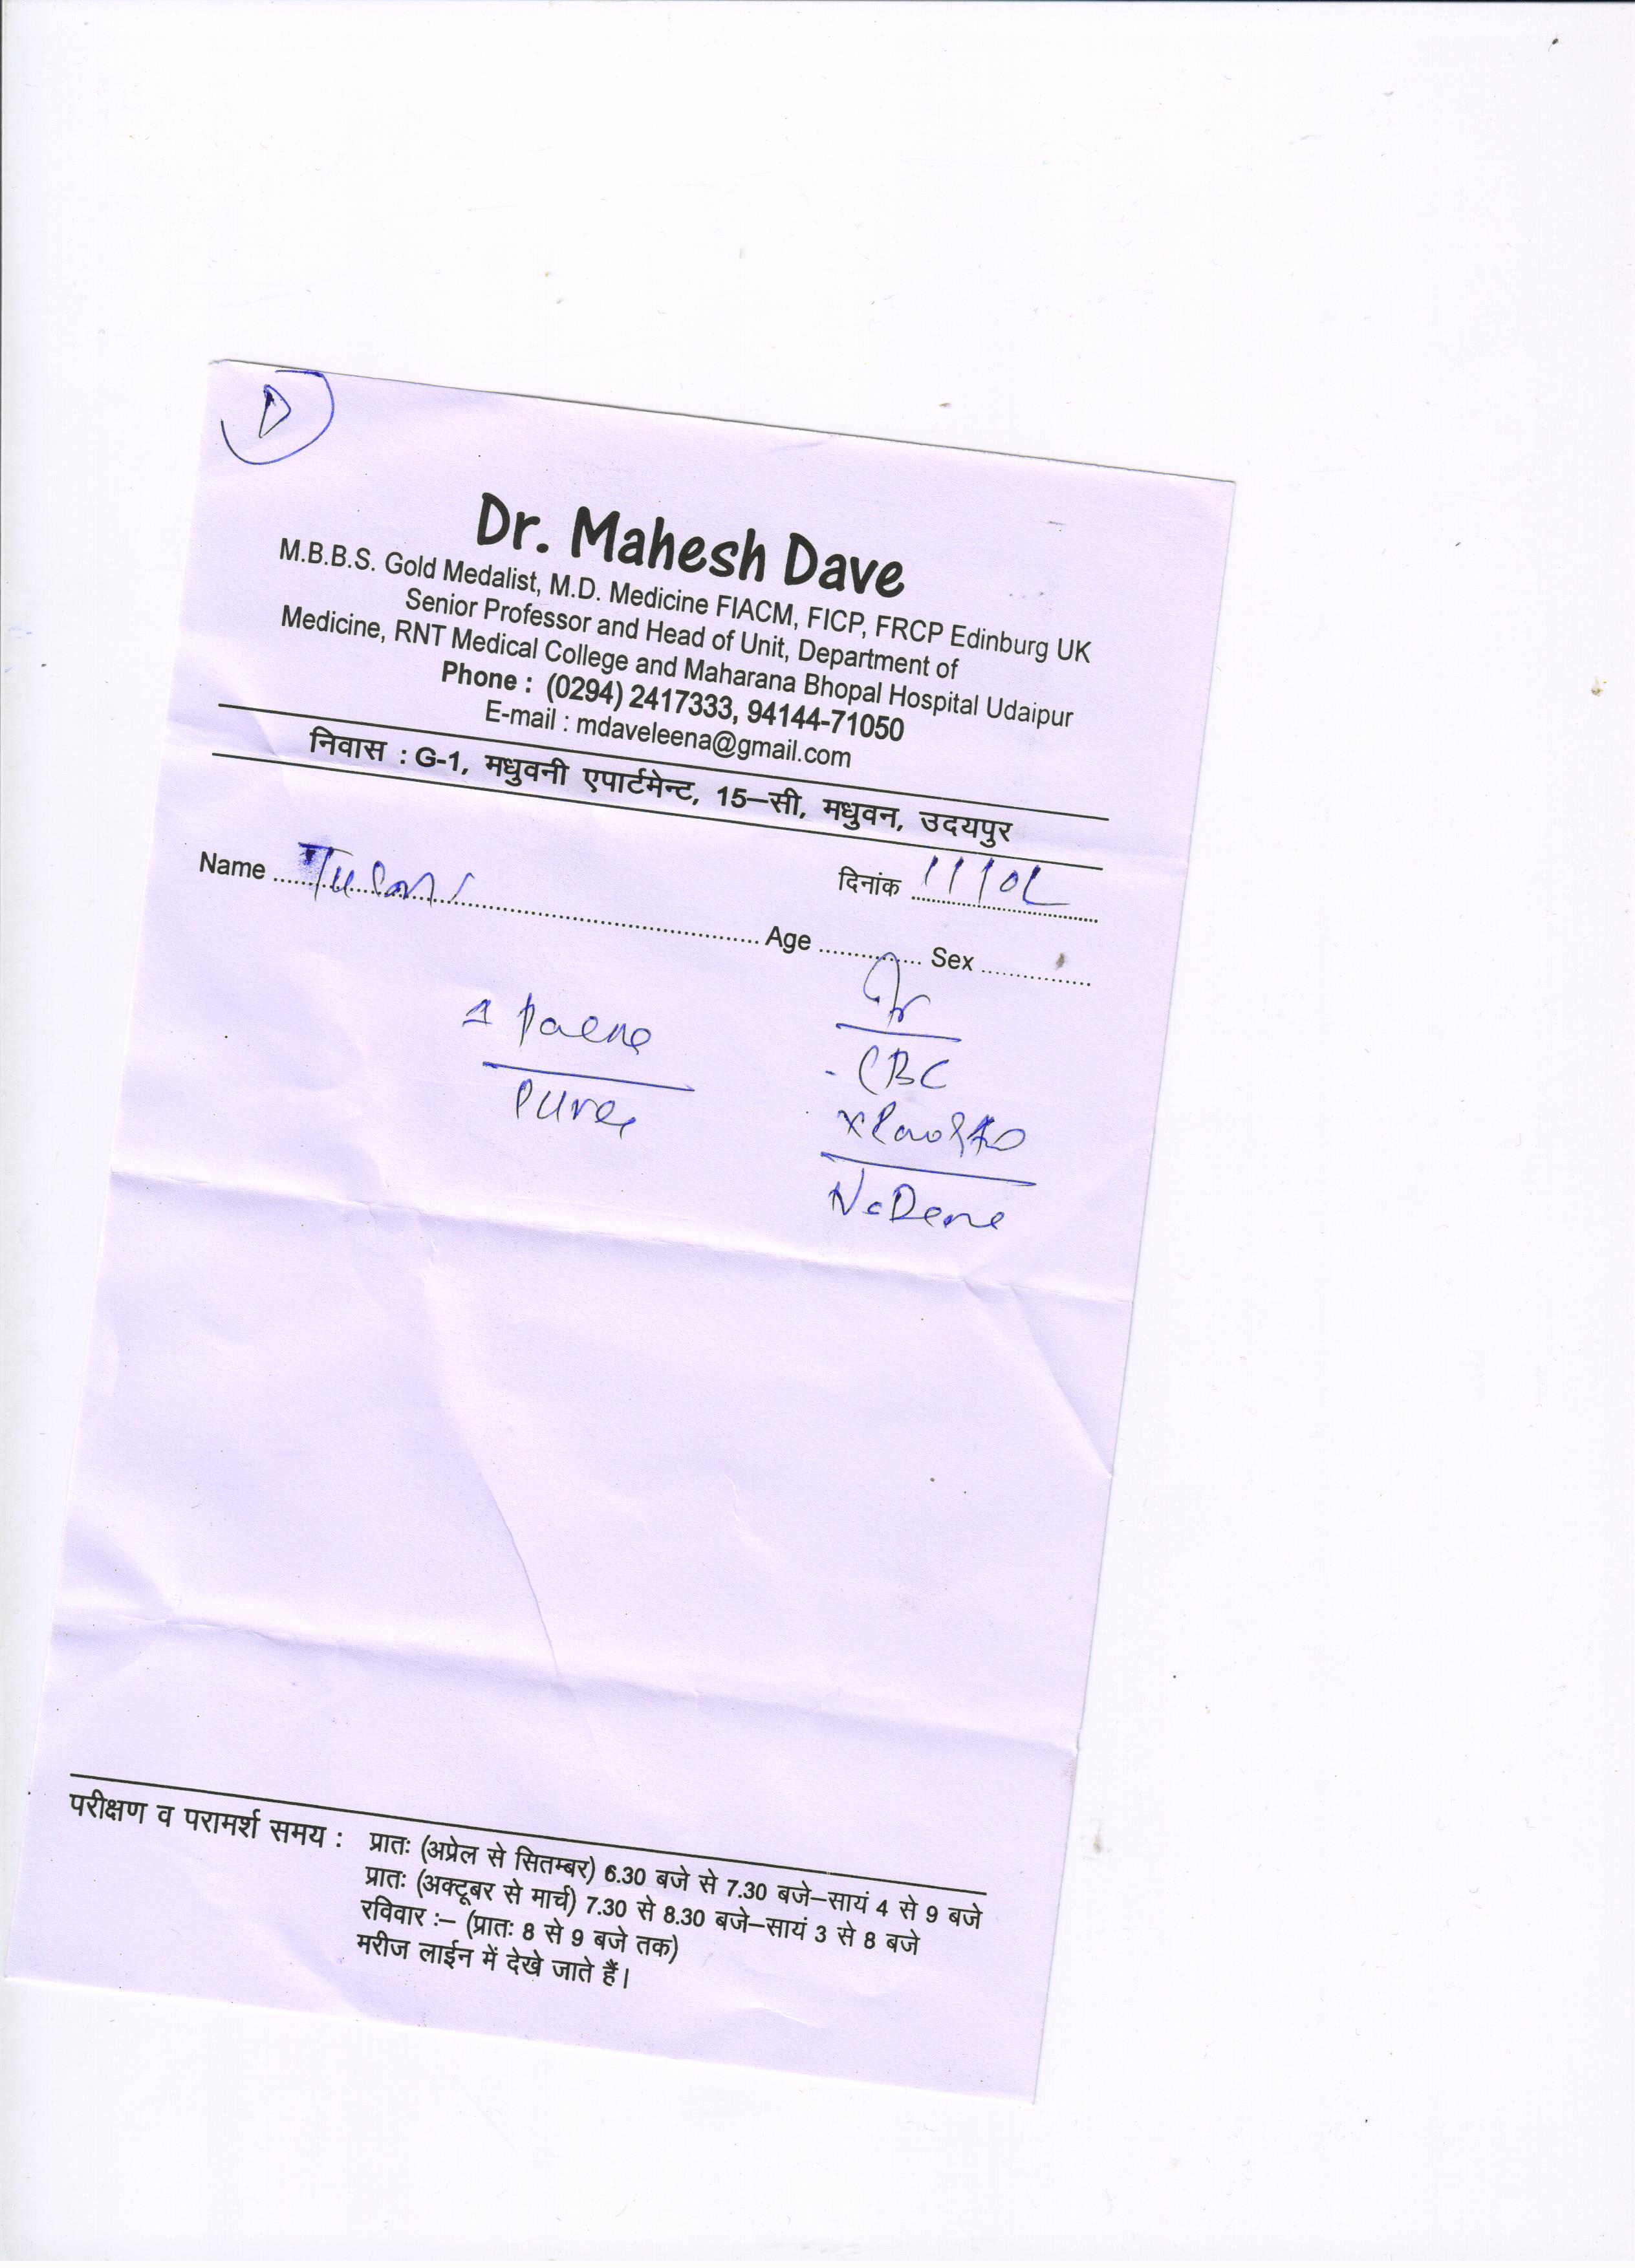 D
Dr. Mahesh Dave
M.B.B.S. Gold Medalist, M.D. Medicine FIACM, FICP, FRCP Edinburg UK
Senior Professor and Head of Unit, Department of
Medicine, RNT Medical College and Maharana Bhopal Hospital Udaipur
Phone : (0294) 2417333, 94144-71050
E-mail : mdaveleena@gmail.com
निवास : G-1, मधुवनी एपार्टमेन्ट, 15–सी, मधुवन, उदयपुर
दिनांक
Name Age Sex
CBC
परीक्षण व परामर्श समय : प्रातः (अप्रेल से सितम्बर) 6.30 बजे से 7.30 बजे–सायं 4 से 9 बजे
प्रातः (अक्टूबर से मार्च) 7.30 से 8.30 बजे–सायं 3 से 8 बजे
रविवार :– (प्रातः 8 से 9 बजे तक)
मरीज लाईन में देखे जाते हैं।